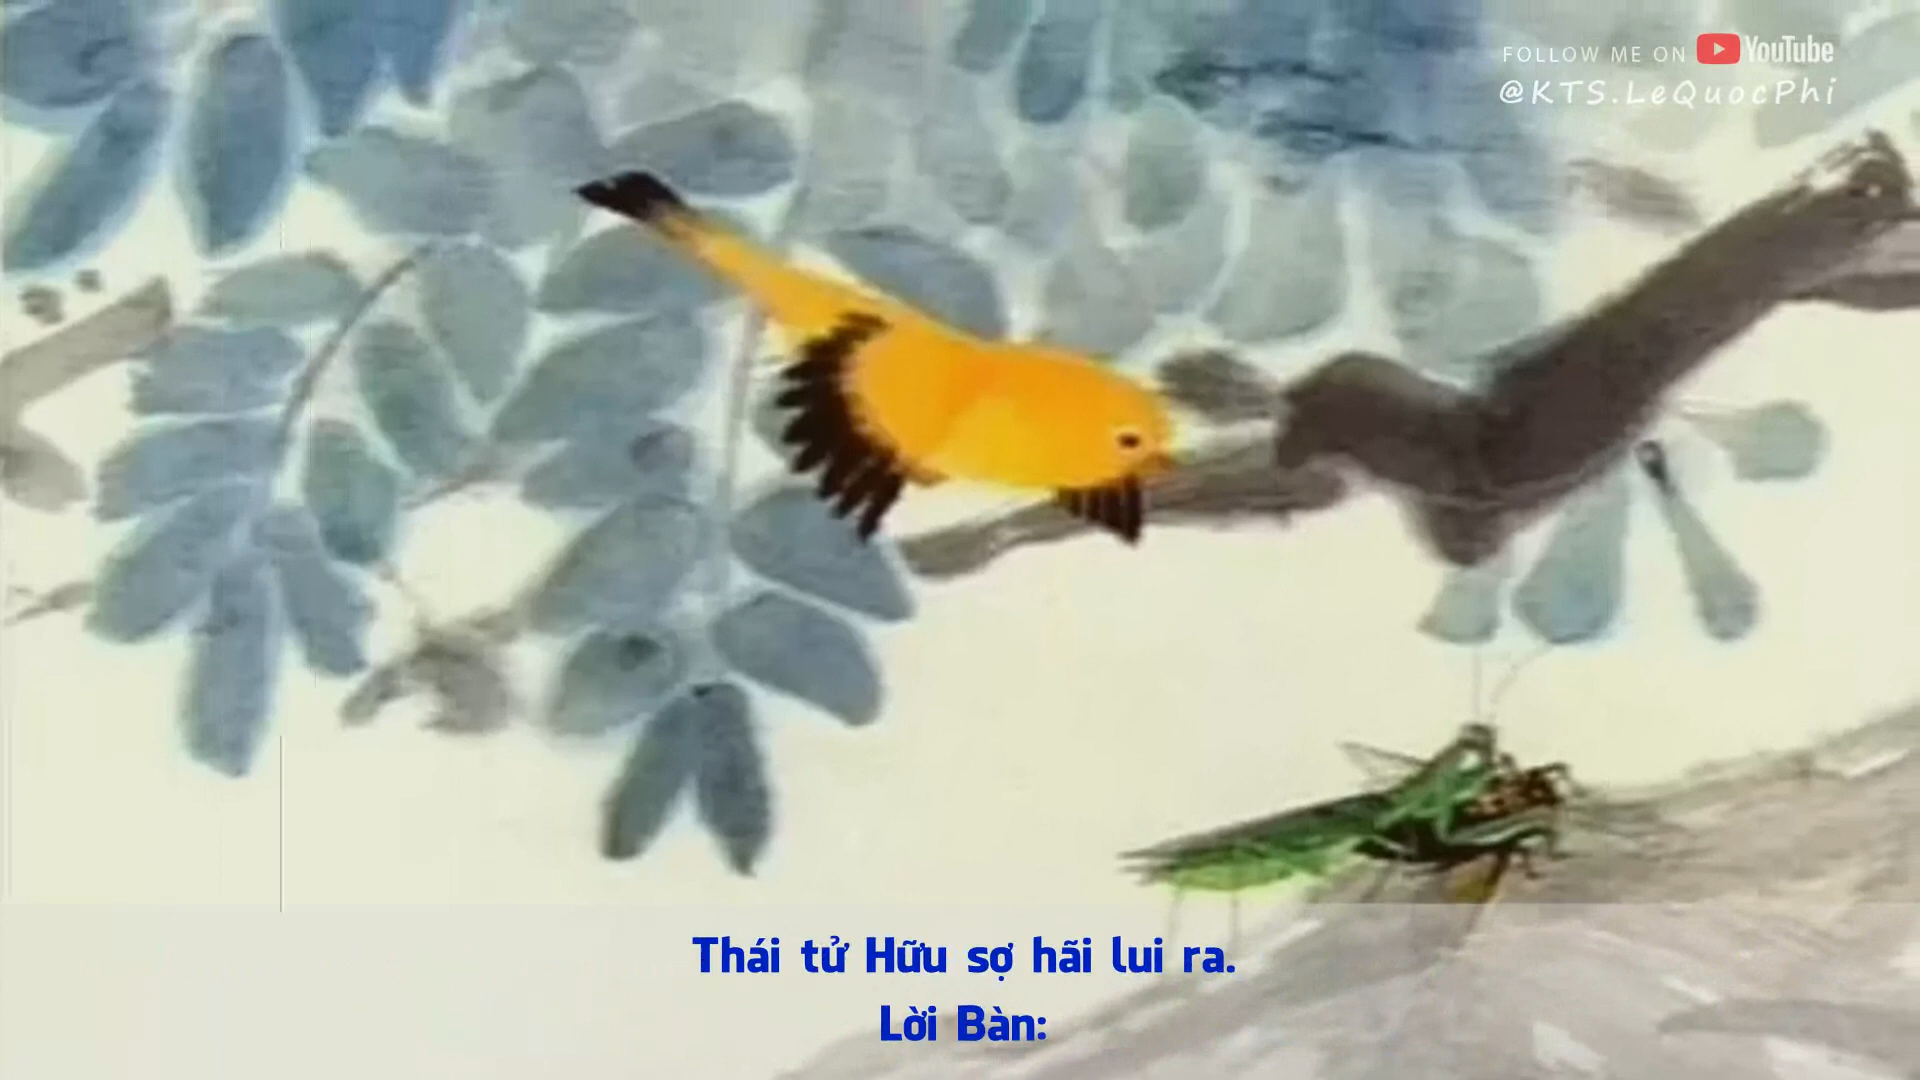 FOLLOW ME ON YouTube
@KTS.LeQuocPhi
Thái tử Hữu sợ hãi lui ra.
Lời Bàn: